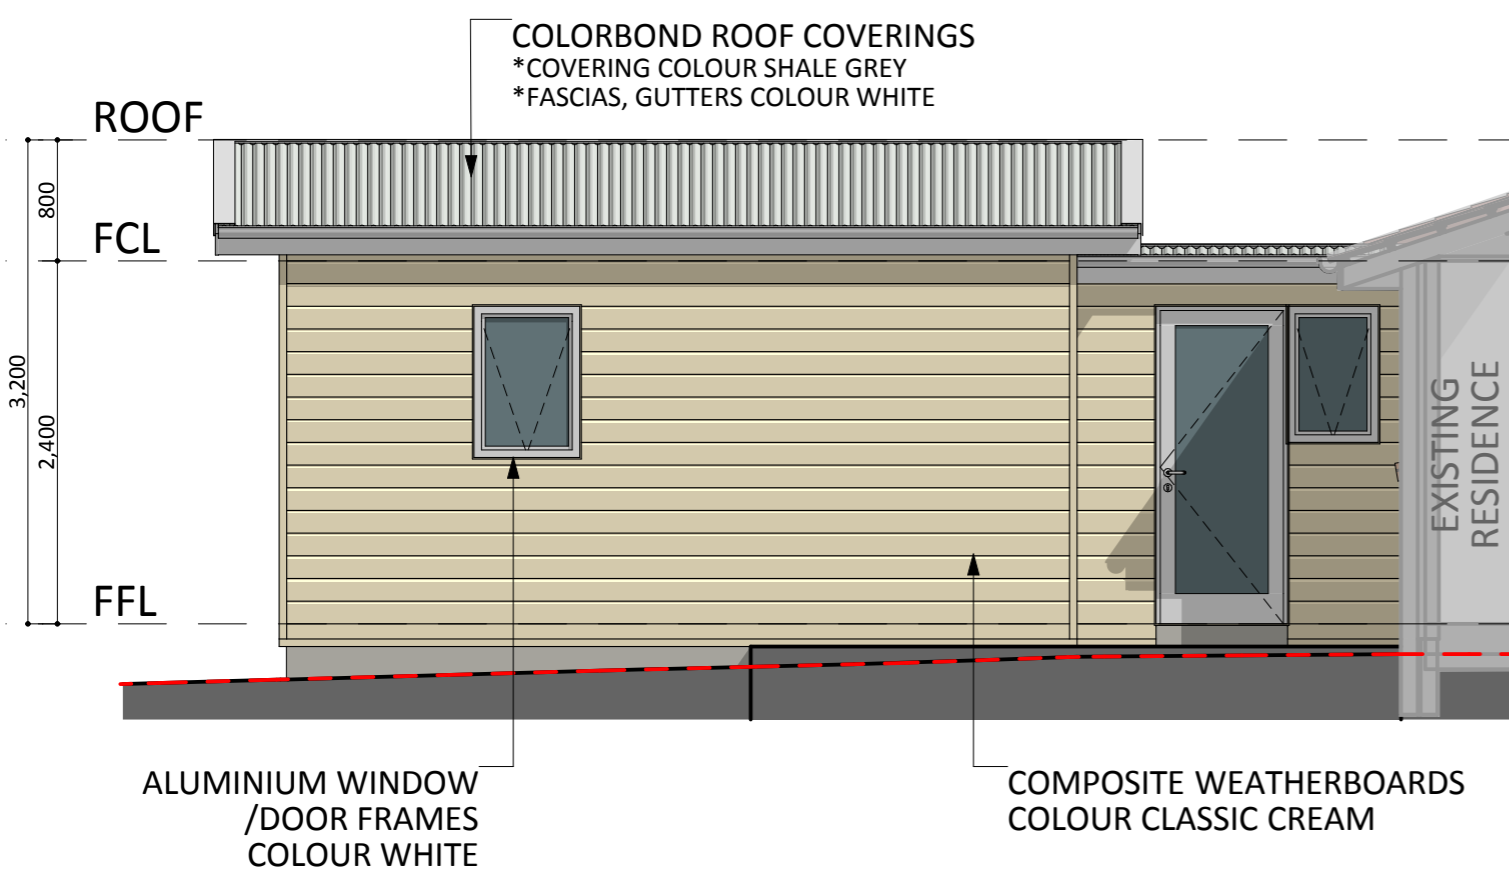 COLORBOND ROOF COVERINGS
*COVERING COLOUR SHALE GREY
*FASCIAS, GUTTERS COLOUR WHITE
ROOF
800
FCL
3,200
2,400
EXISTING
RESIDENCE
FFL
ALUMINIUM WINDOW
/DOOR FRAMES
COLOUR WHITE
COMPOSITE WEATHERBOARDS
COLOUR CLASSIC CREAM